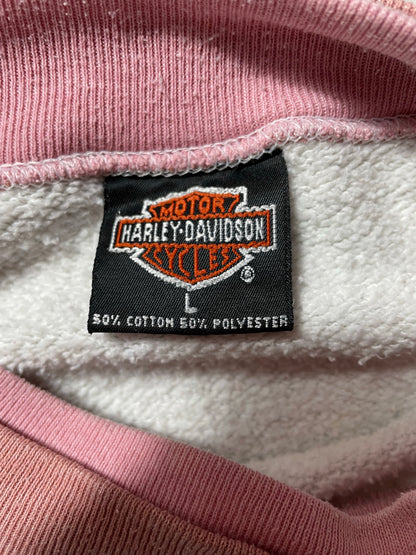 MOTOR
HARLEY-DAVIDSON
CYCLES
®
L
50% COTTON 50% POLYESTER